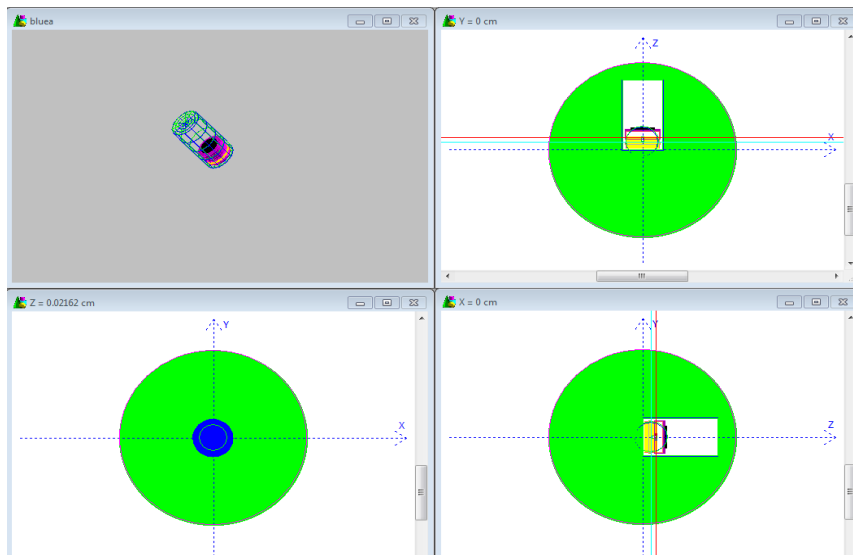 bluea
Y = 0 cm
Z
X
Z = 0.02162 cm
Y
X
X = 0 cm
Y
Z